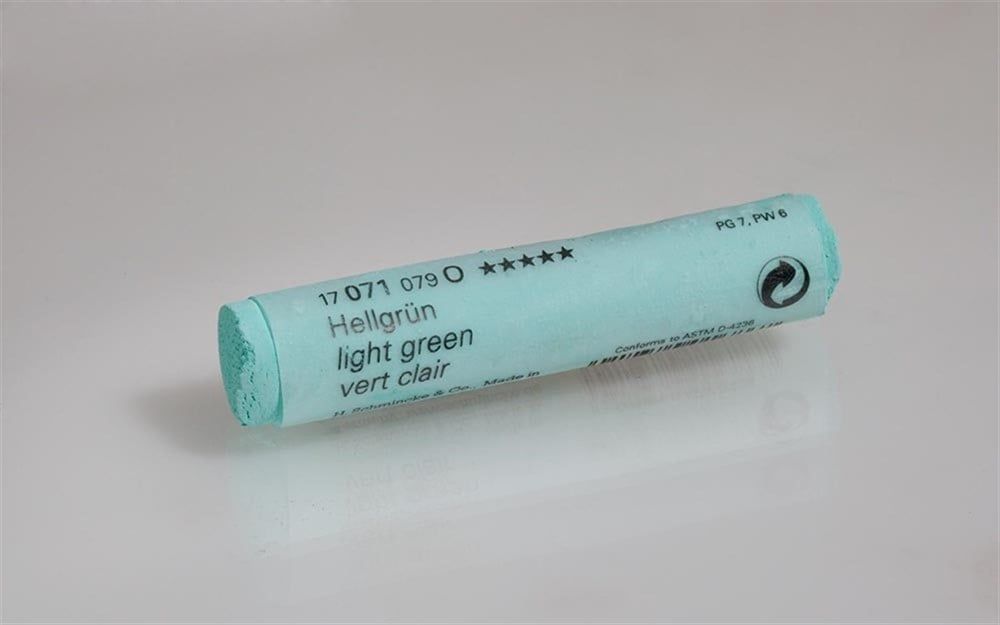 17 071 079 O ★★★★★
Hellgrün
light green
vert clair
H. Schmincke & Co., Made in
PG 7, PW 6
Conforms to ASTM D-4236